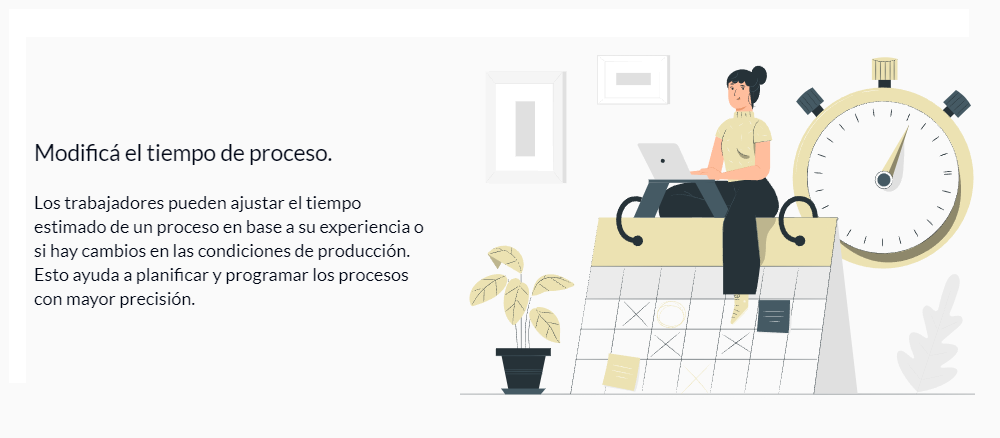 Modificá el tiempo de proceso.
Los trabajadores pueden ajustar el tiempo
estimado de un proceso en base a su experiencia o
si hay cambios en las condiciones de producción.
Esto ayuda a planificar y programar los procesos
con mayor precisión.